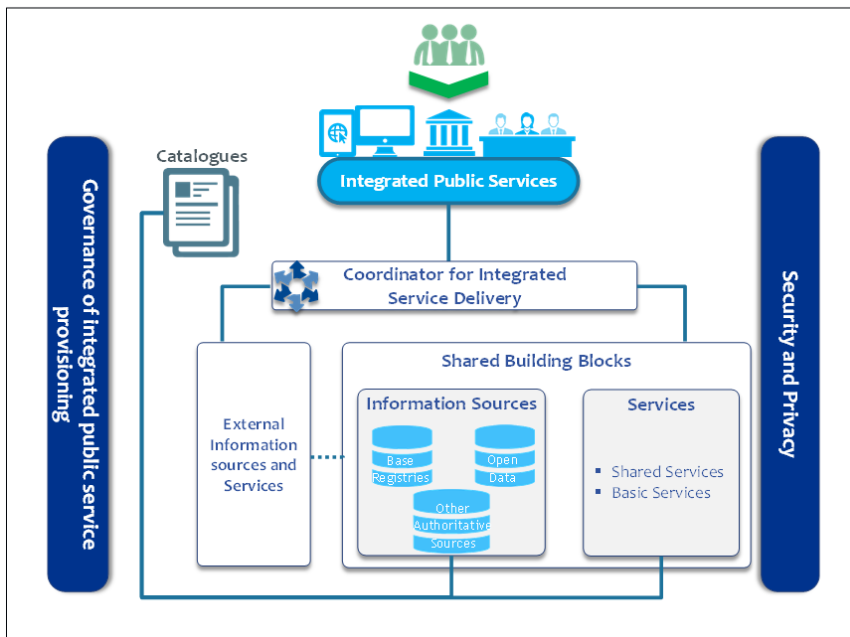 Catalogues
Integrated Public Services
Governance of integrated public service
provisioning
Security and Privacy
Coordinator for Integrated
Service Delivery
External
Information
sources and
Services
Shared Building Blocks
Information Sources
Base
Registries
Open
Data
Other
Authoritative
Sources
Services
▪ Shared Services
▪ Basic Services